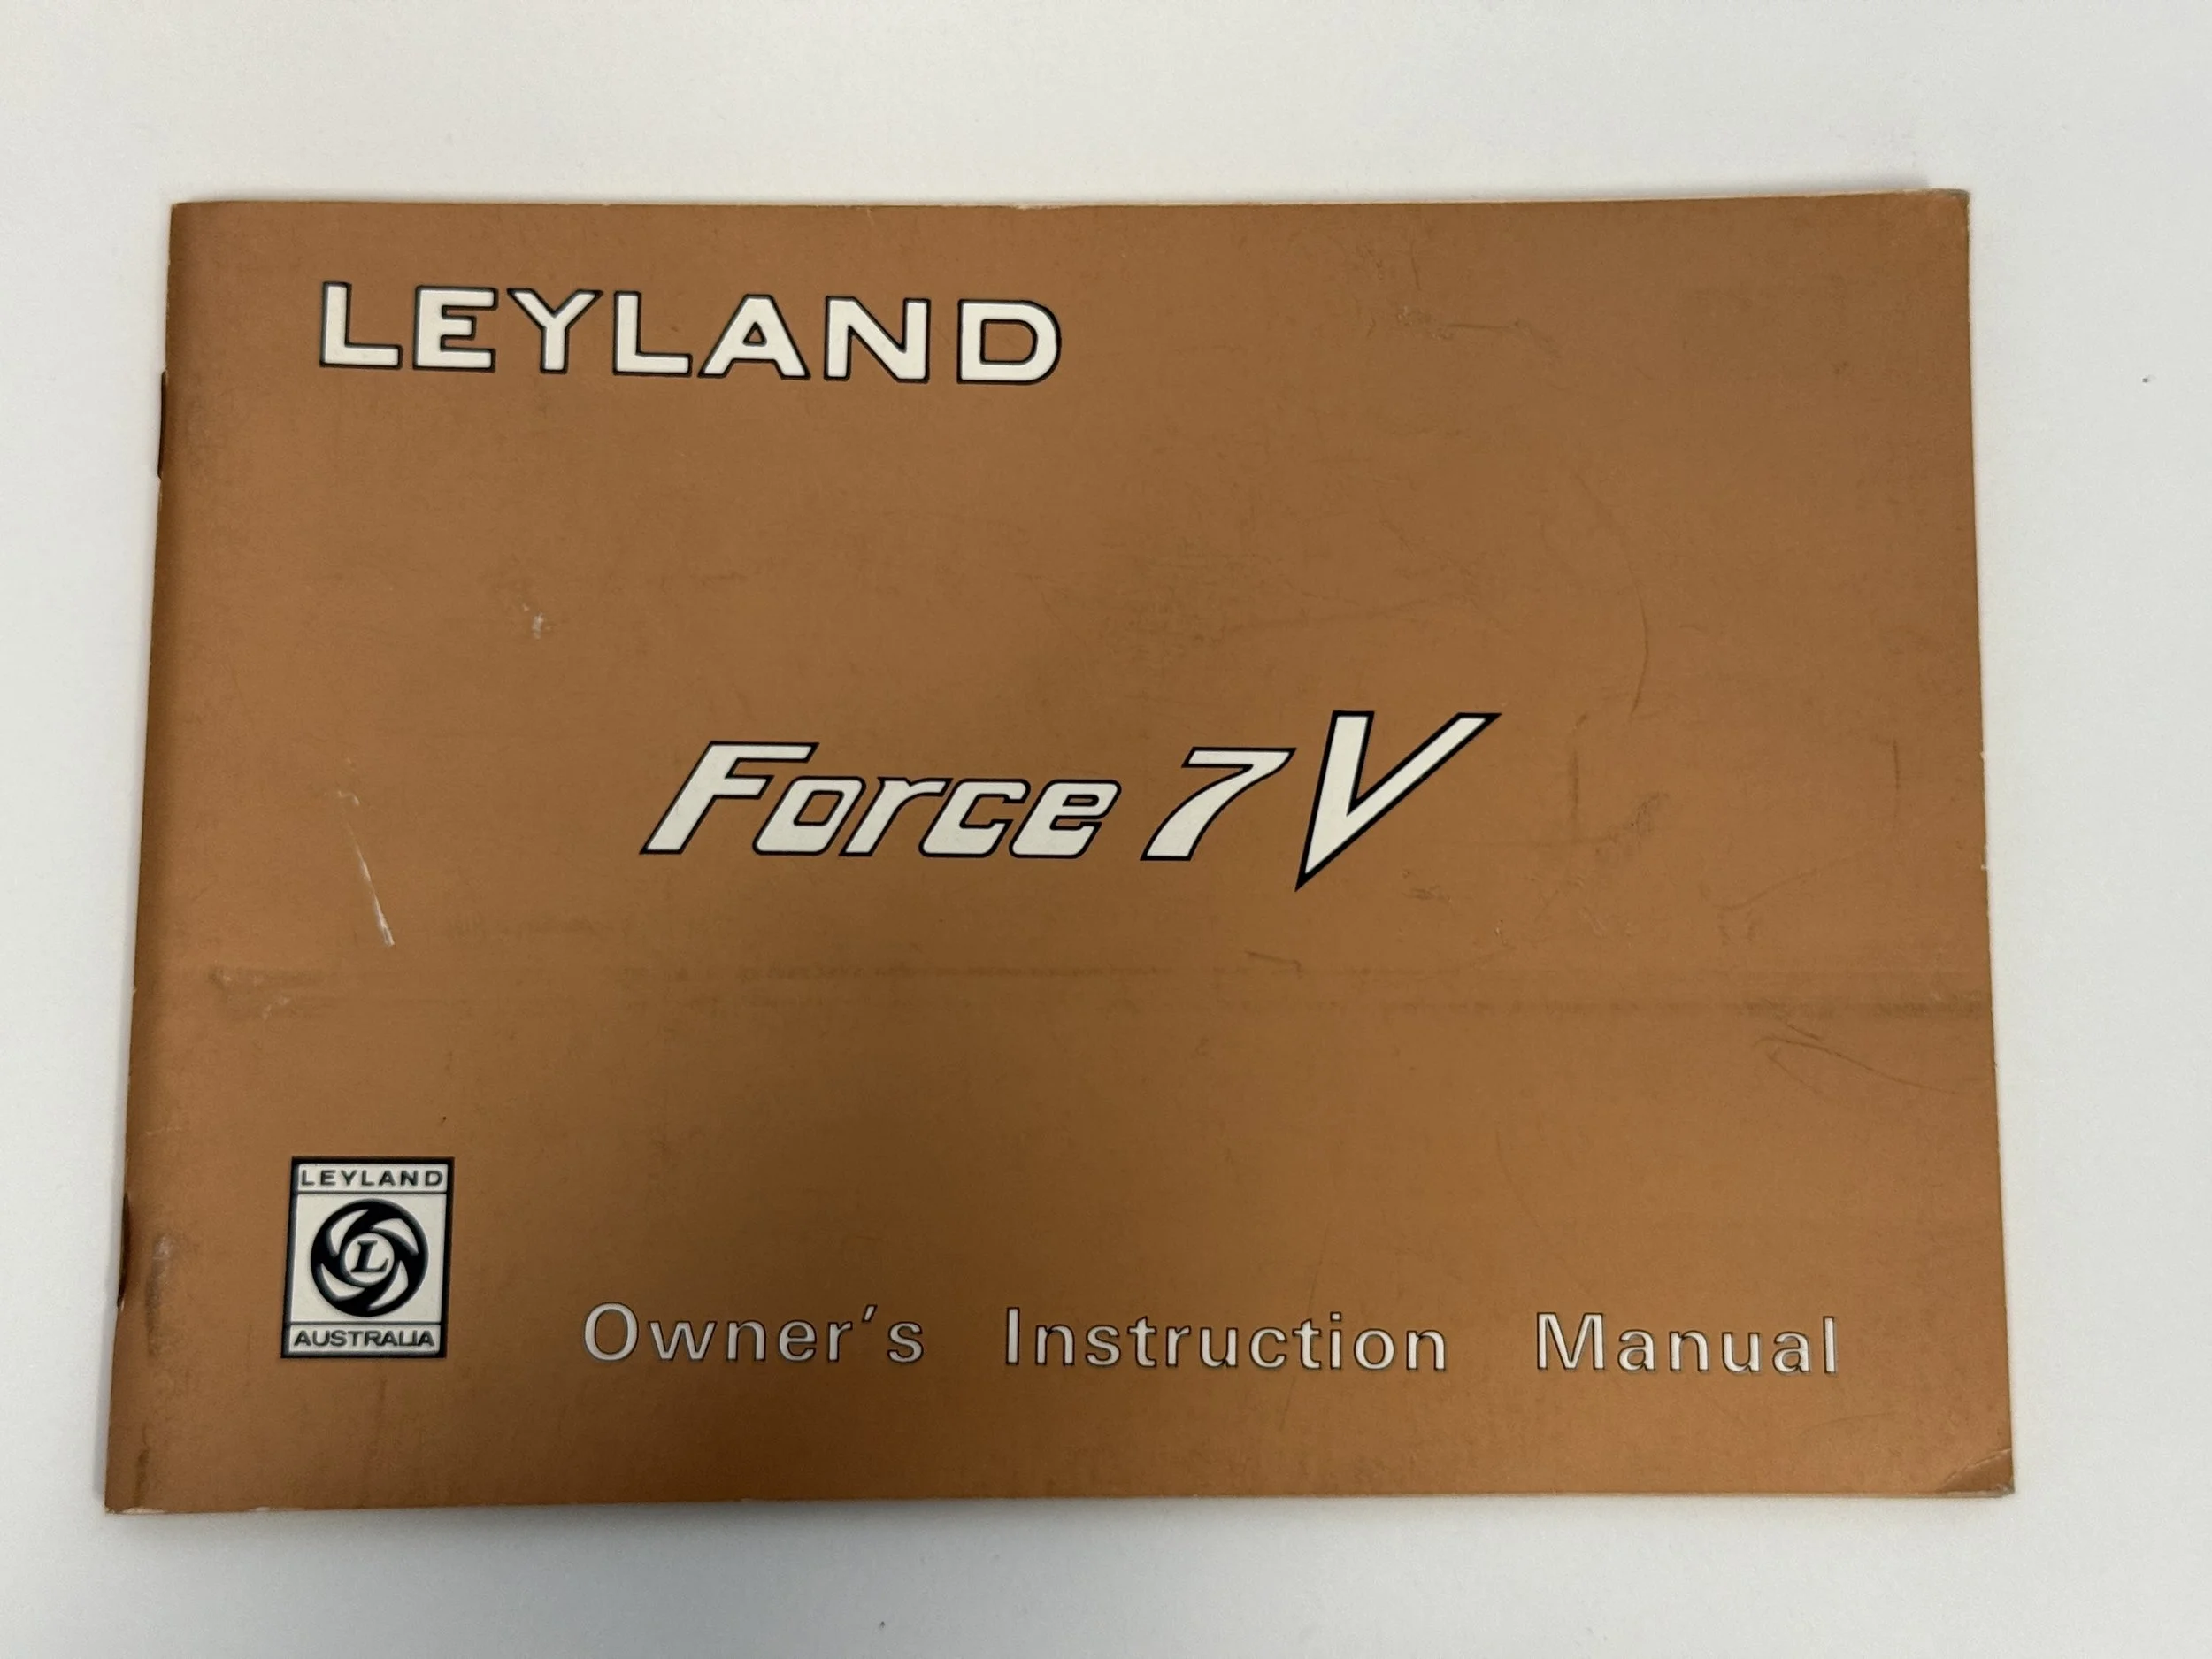 LEYLAND
Force 7V
LEYLAND
L
AUSTRALIA
Owner's Instruction Manual